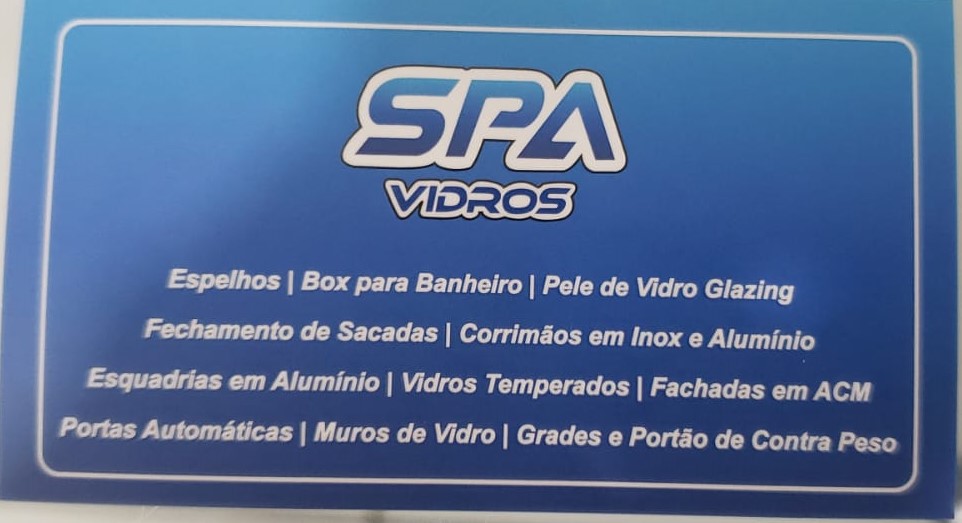 SPA
VIDROS
Espelhos | Box para Banheiro | Pele de Vidro Glazing
Fechamento de Sacadas | Corrimãos em Inox e Alumínio
Esquadrias em Alumínio | Vidros Temperados | Fachadas em ACM
Portas Automáticas | Muros de Vidro | Grades e Portão de Contra Peso